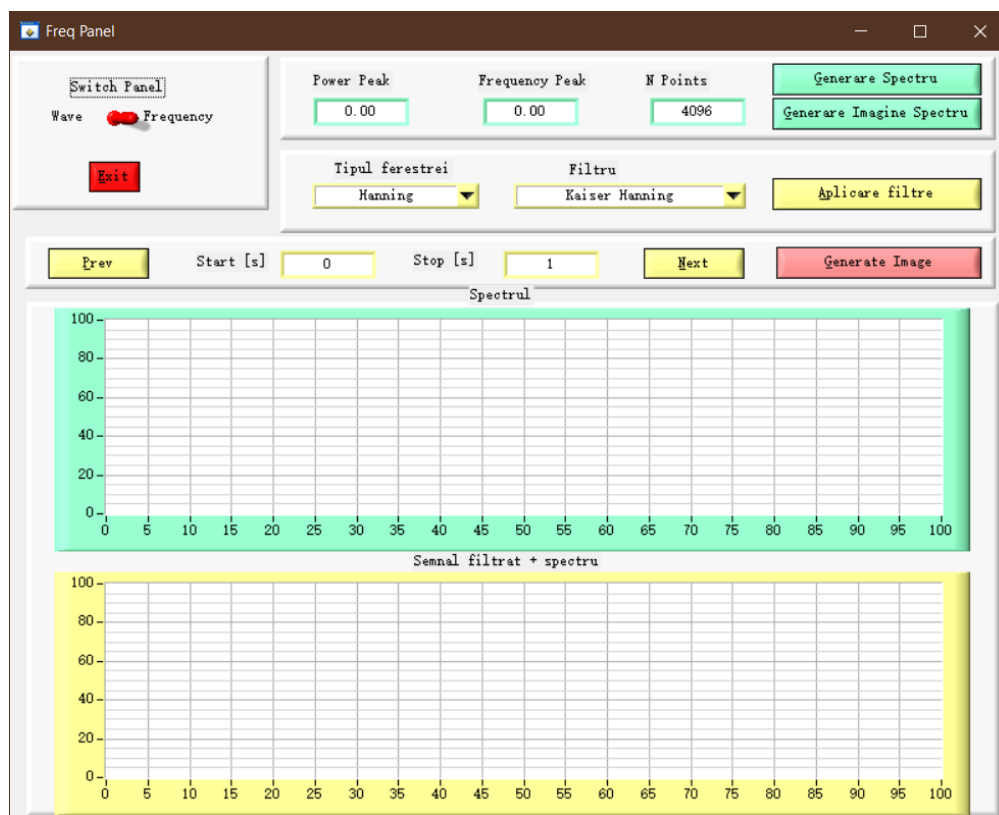 Freq Panel
Switch Panel
Wave Frequency
Exit
Power Peak Frequency Peak N Points
0.00 0.00 4096
Generare Spectru
Generare Imagine Spectru
Tipul ferestrei Filtru
Hanning Kaiser Hanning
Aplicare filtre
Prev Start [s] 0 Stop [s] 1 Next Generate Image
Spectrul
100
80
60
40
20
0
0 5 10 15 20 25 30 35 40 45 50 55 60 65 70 75 80 85 90 95 100
Semnal filtrat + spectru
100
80
60
40
20
0
0 5 10 15 20 25 30 35 40 45 50 55 60 65 70 75 80 85 90 95 100